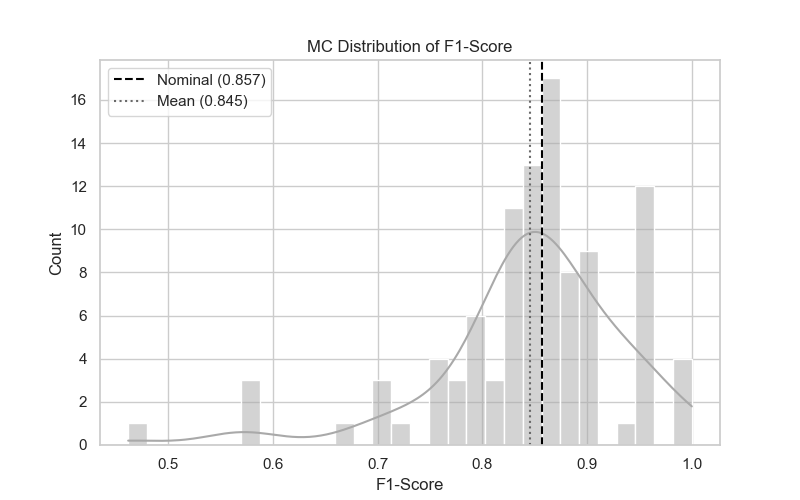 MC Distribution of F1-Score
Nominal (0.857)
Mean (0.845)
16
14
12
10
8
6
4
2
0
Count
0.5 0.6 0.7 0.8 0.9 1.0
F1-Score